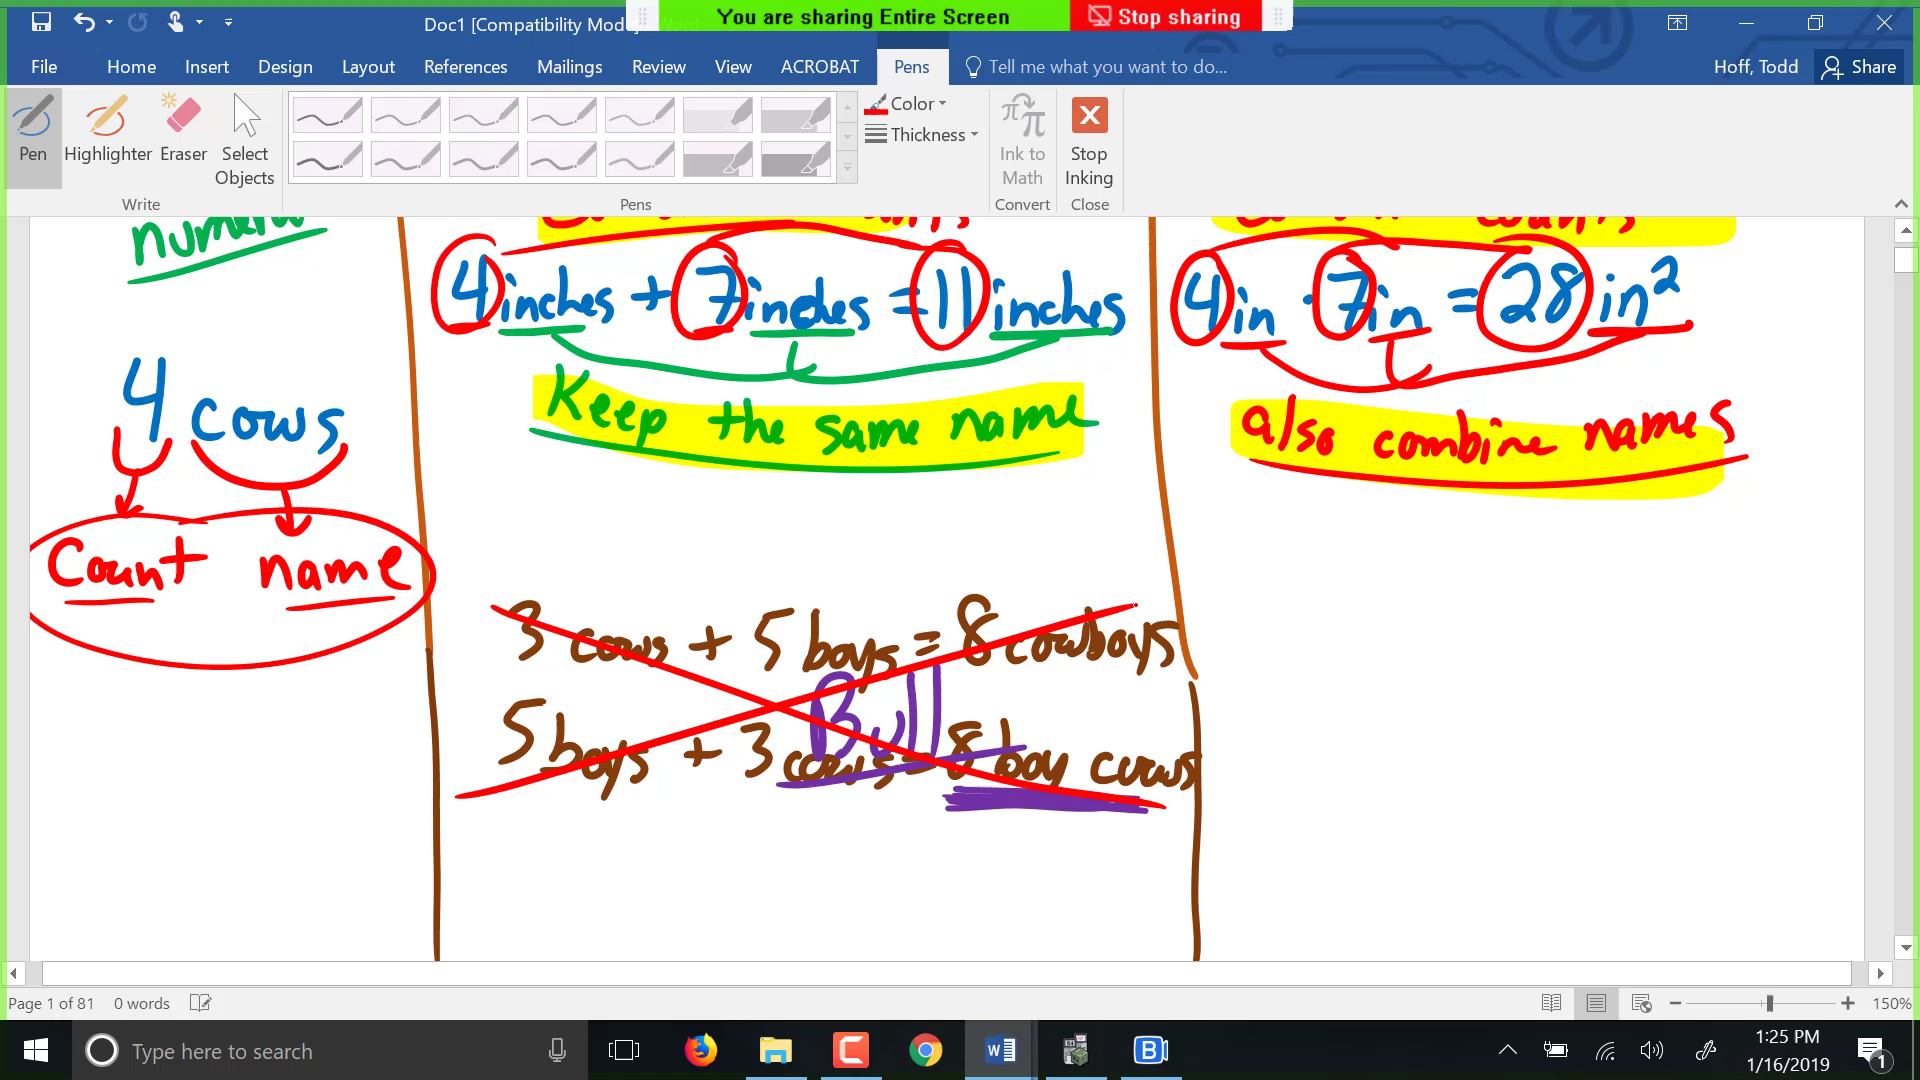 You are sharing Entire Screen
Stop sharing
Doc1 [Compatibility Mod
File Home Insert Design Layout References Mailings Review View ACROBAT Pens Tell me what you want to do... Hoff, Todd Share
Pen Highlighter Eraser Select Objects
Color
Thickness
Ink to Math
Stop Inking
Write Pens Convert Close
4 inches + 7 inches = 11 inches
Keep the same name
4 in · 7 in = 28 in²
also combine names
4 cows
Count name
3 cows + 5 boys = 8 cowboys
Bull
5 boys + 3 cows = 8 boy cows
Page 1 of 81 0 words 150%
Type here to search
1:25 PM
1/16/2019
1